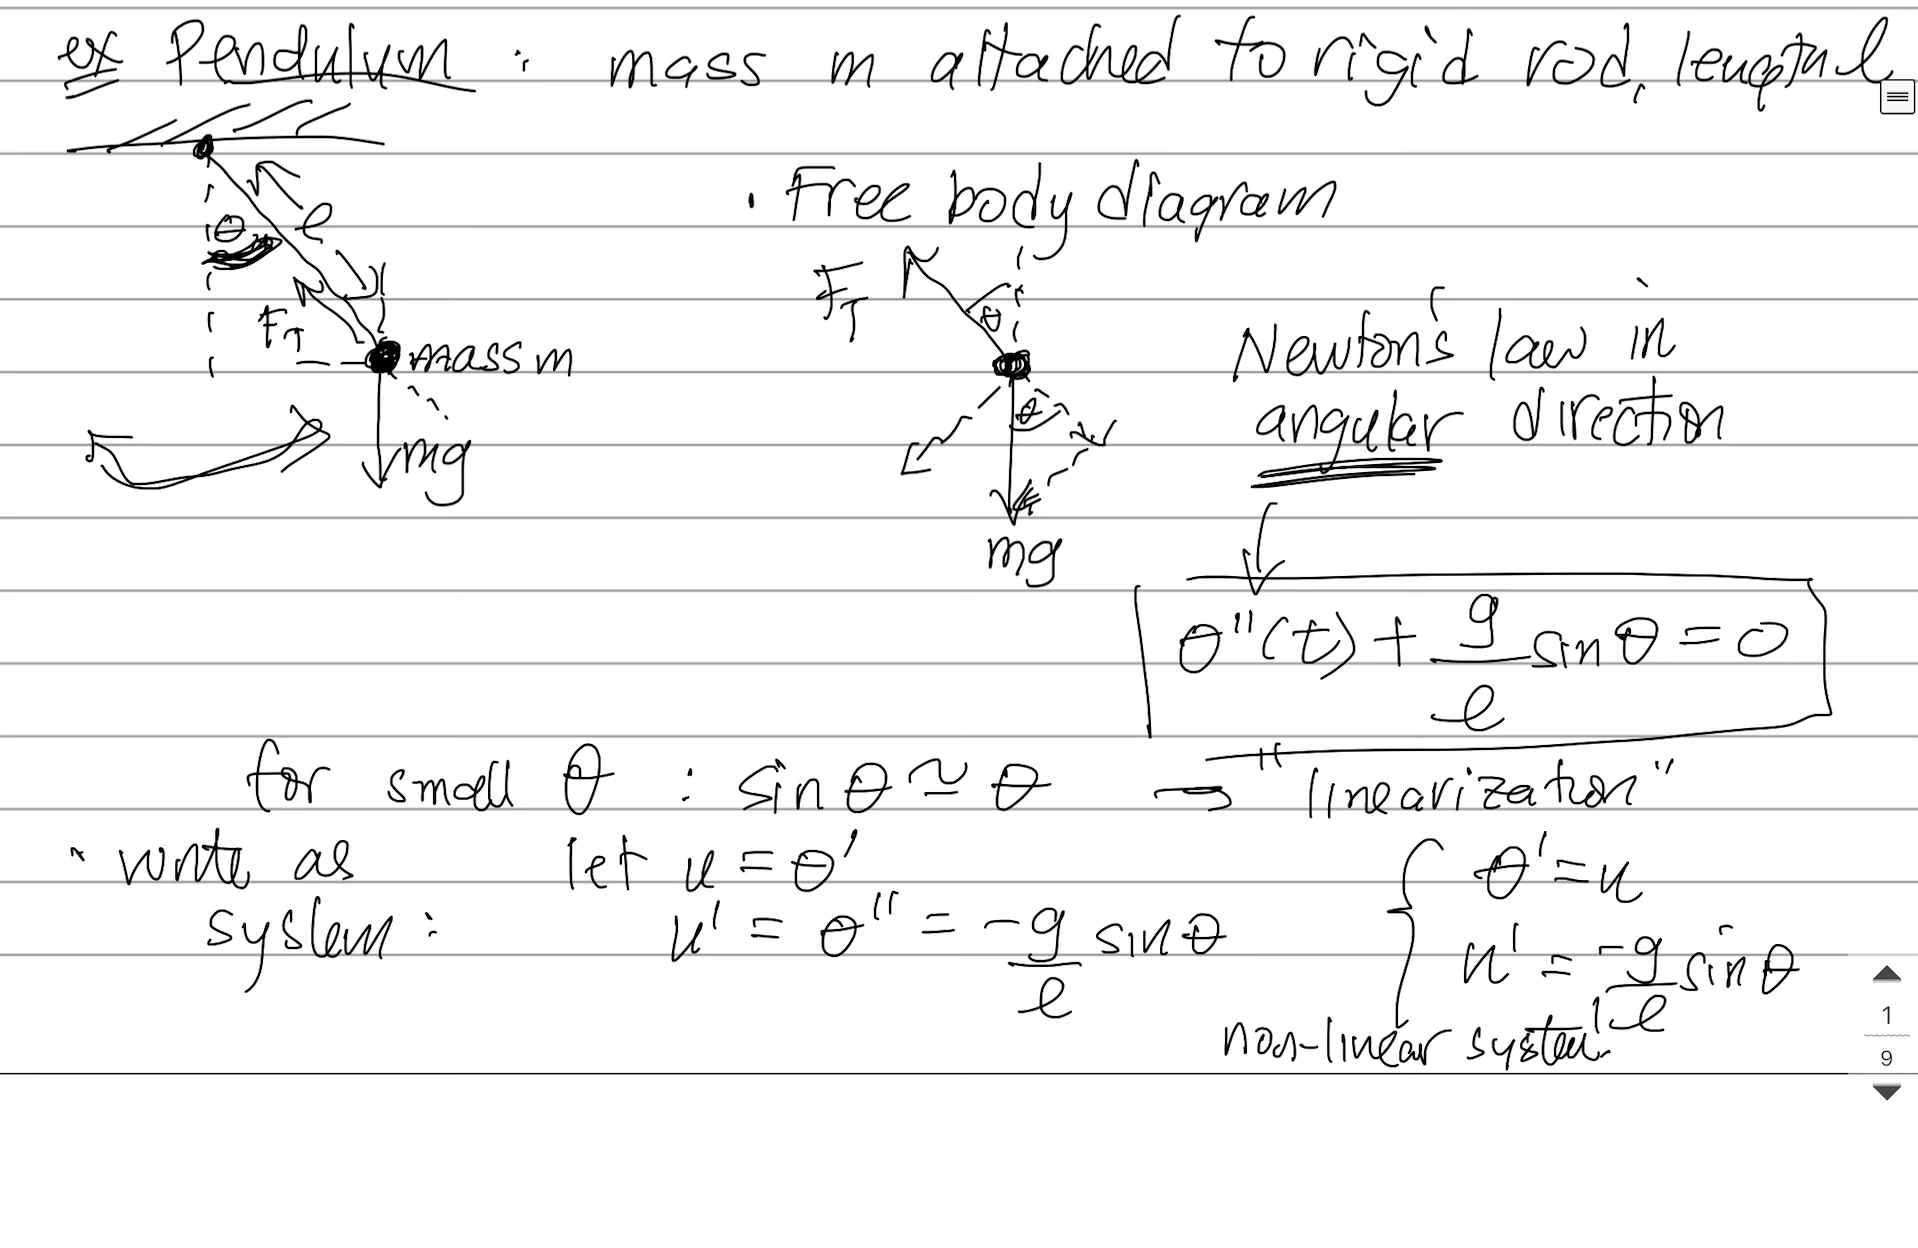 ex Pendulum : mass m attached to rigid rod, length l
θ l
F_T
mass m
mg
· Free body diagram
F_T
θ
θ
mg
Newton's law in
angular direction
θ''(t) + g/l sin θ = 0
for small θ : sin θ ≃ θ → "linearization"
· write as let u = θ'
system : u' = θ'' = -g/l sin θ
{ θ' = u
u' = -g/l sin θ
non-linear system!
1
9